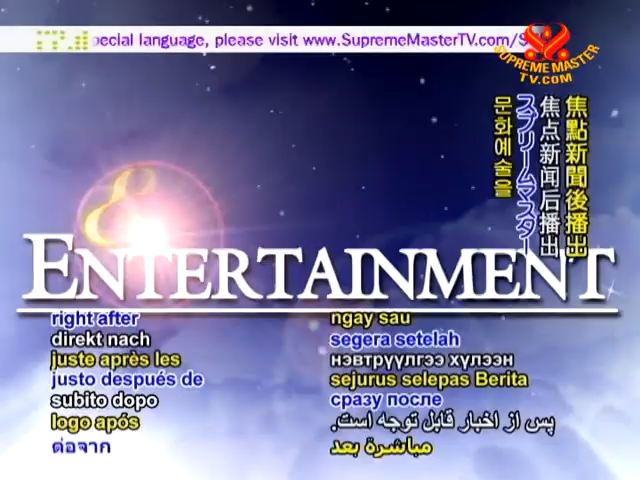 pecial language, please visit www.SupremeMasterTV.com/S
SUPREME MASTER
TV.COM
焦點新聞後播出
焦点新闻后播出
スプリームマスター
문화예술을
ENTERTAINMENT
right after
direkt nach
juste après les
justo después de
subito dopo
logo após
ต่อจาก
ngay sau
segera setelah
нэвтрүүлгээ хүлээн
sejurus selepas Berita
сразу после
پس از اخبار قابل توجه است.
مباشرة بعد